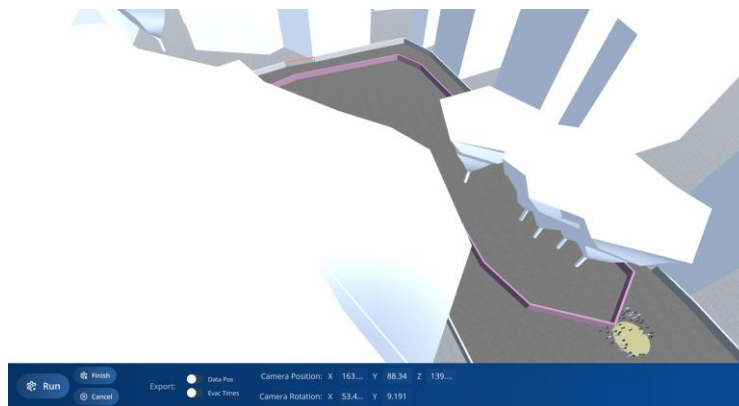 Run
Finish
Cancel
Export:
Data Pos
Evac Times
Camera Position: X 163.... Y 88.34 Z 139....
Camera Rotation: X 53.4... Y 9.191